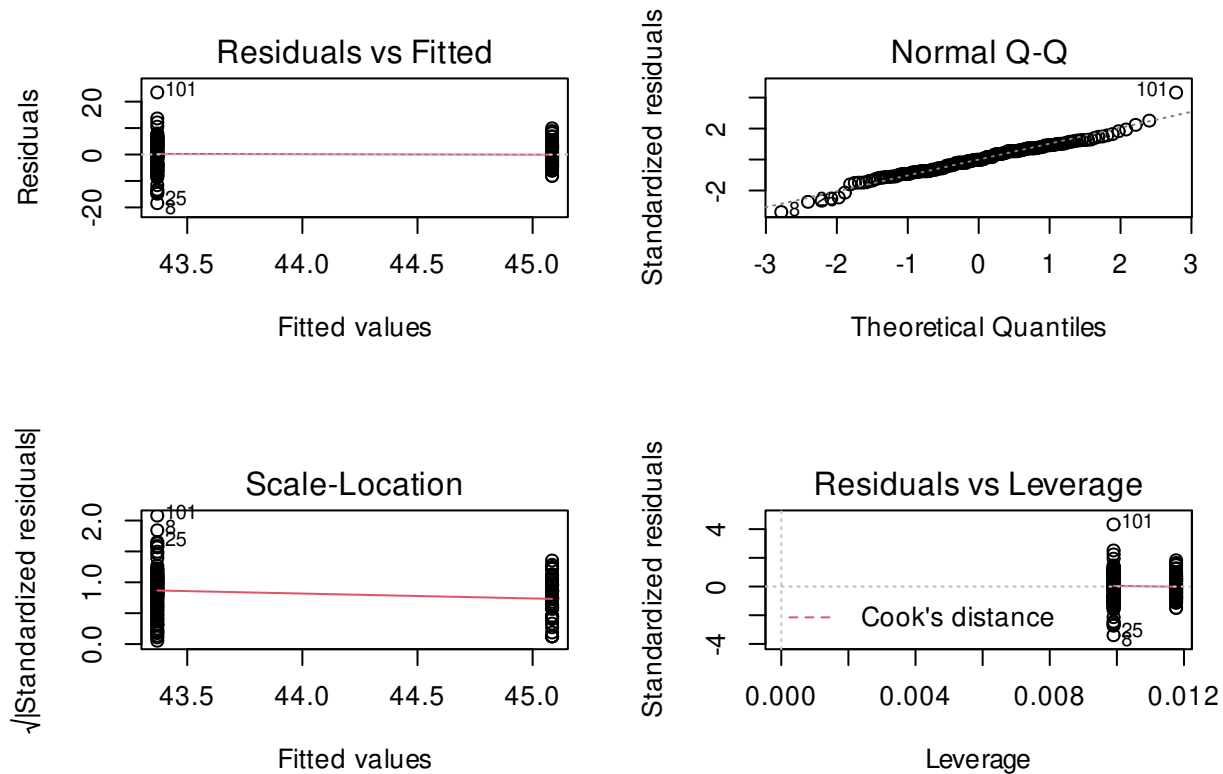 Residuals vs Fitted
Residuals
20
0
-20
101
25
8
43.5 44.0 44.5 45.0
Fitted values
Normal Q-Q
Standardized residuals
2
-2
101
8
-3 -2 -1 0 1 2 3
Theoretical Quantiles
Scale-Location
√|Standardized residuals|
2.0
1.0
0.0
101
8
25
43.5 44.0 44.5 45.0
Fitted values
Residuals vs Leverage
Standardized residuals
4
0
-4
101
25
8
Cook's distance
0.000 0.004 0.008 0.012
Leverage